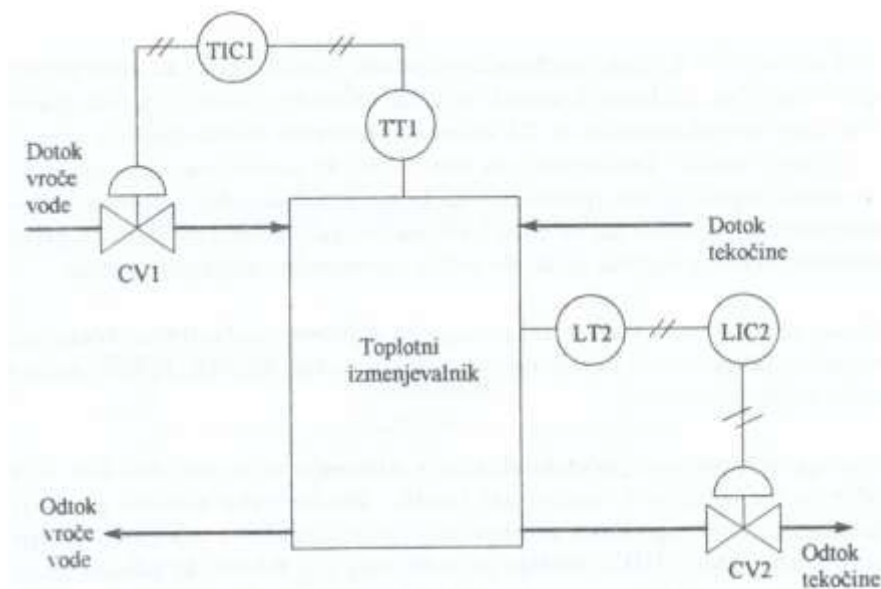 TIC1
TT1
Dotok
vroče
vode
CV1
Dotok
tekočine
LT2
LIC2
Toplotni
izmenjevalnik
Odtok
vroče
vode
CV2
Odtok
tekočine